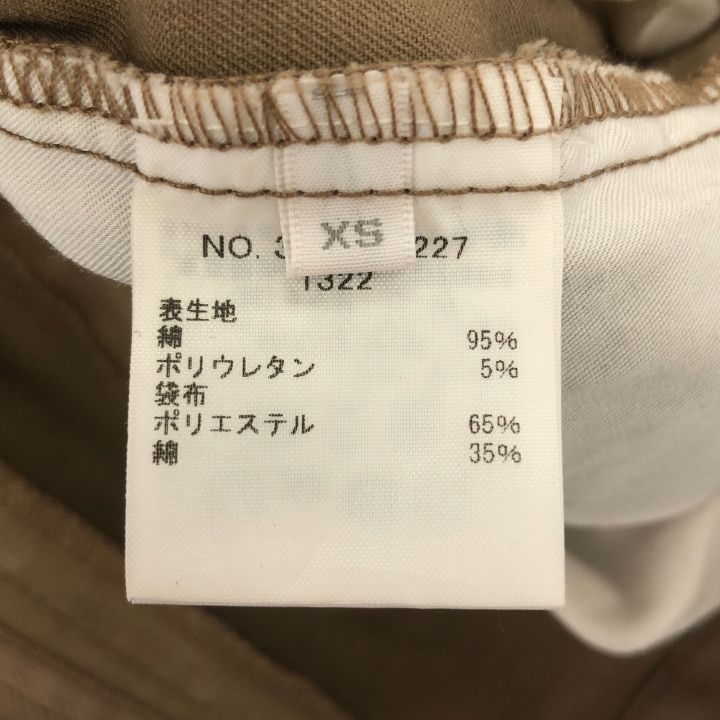 XS
NO. 3 227
1322
表生地
綿 95%
ポリウレタン 5%
袋布
ポリエステル 65%
綿 35%